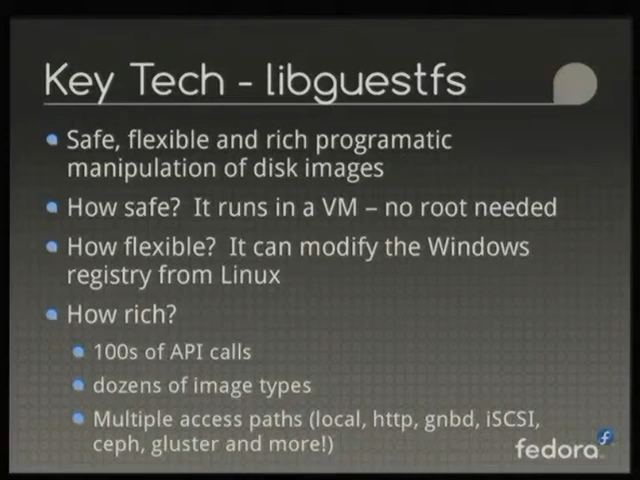 Key Tech - libguestfs
Safe, flexible and rich programatic
manipulation of disk images
How safe? It runs in a VM – no root needed
How flexible? It can modify the Windows
registry from Linux
How rich?
100s of API calls
dozens of image types
Multiple access paths (local, http, gnbd, iSCSI,
ceph, gluster and more!)
fedora